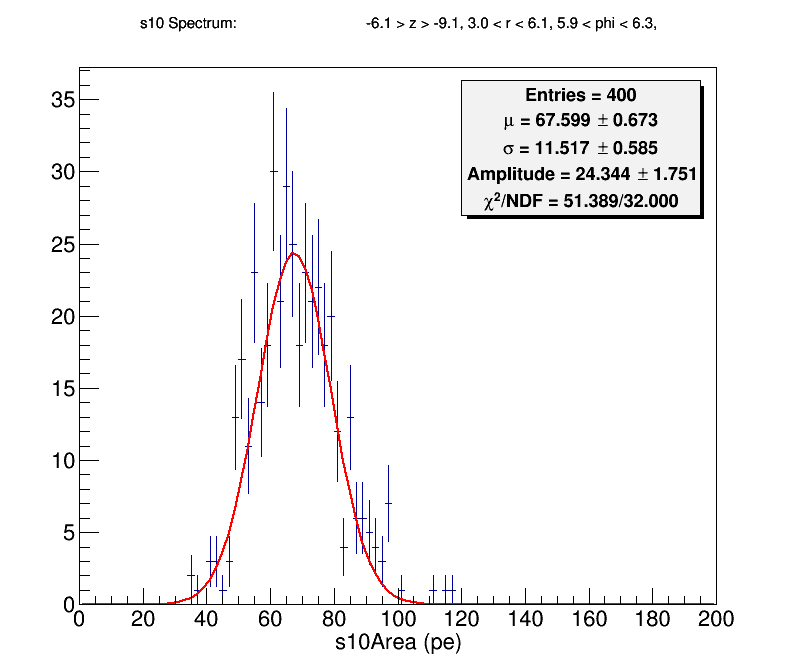 s10 Spectrum: -6.1 > z > -9.1, 3.0 < r < 6.1, 5.9 < phi < 6.3,
Entries = 400
μ = 67.599 ± 0.673
σ = 11.517 ± 0.585
Amplitude = 24.344 ± 1.751
χ²/NDF = 51.389/32.000
35
30
25
20
15
10
5
0
0 20 40 60 80 100 120 140 160 180 200
s10Area (pe)